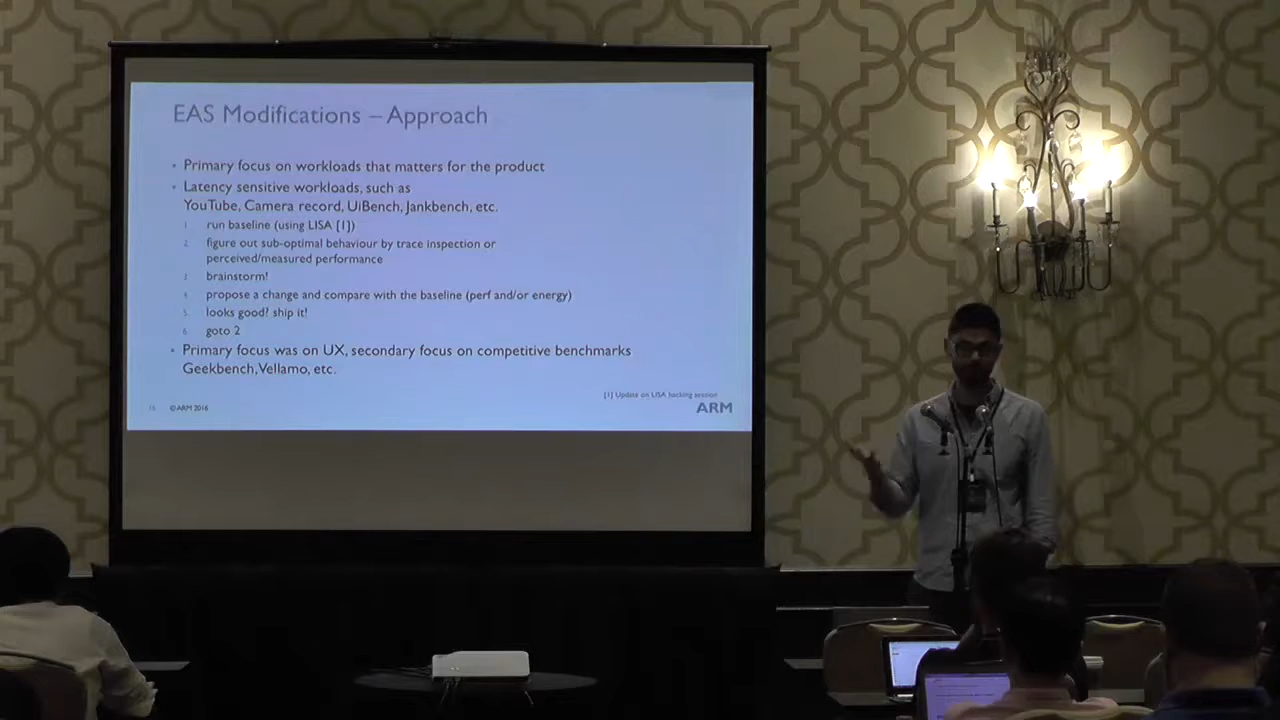 EAS Modifications – Approach
• Primary focus on workloads that matters for the product
• Latency sensitive workloads, such as
YouTube, Camera record, UiBench, Jankbench, etc.
1. run baseline (using LISA [1])
2. figure out sub-optimal behaviour by trace inspection or
perceived/measured performance
3. brainstorm!
4. propose a change and compare with the baseline (perf and/or energy)
5. looks good? ship it!
6. goto 2
• Primary focus was on UX, secondary focus on competitive benchmarks
Geekbench, Vellamo, etc.
[1] Update on LISA hacking session
©ARM 2016
ARM